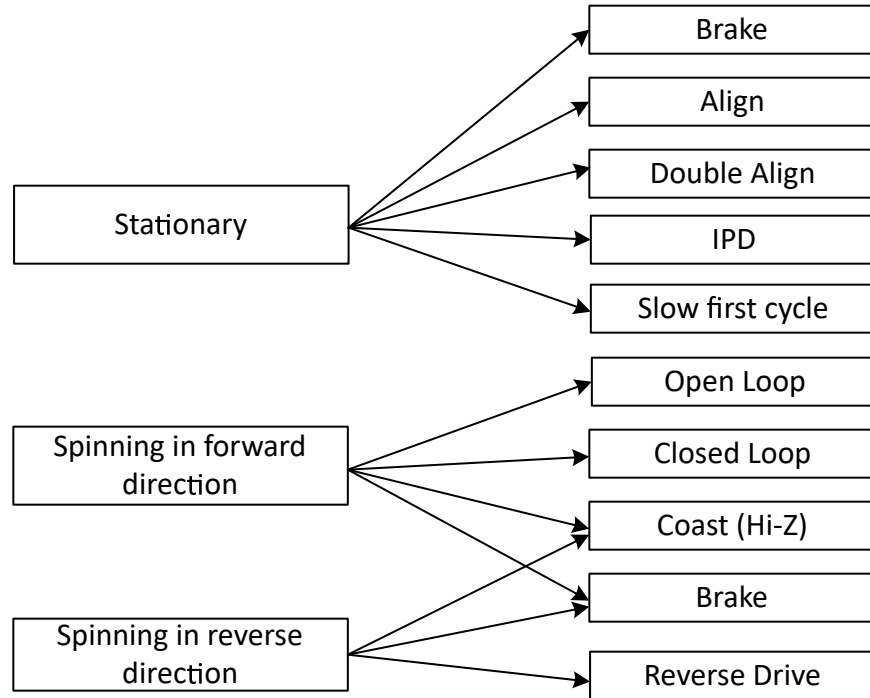 Brake
Align
Double Align
Stationary
IPD
Slow first cycle
Open Loop
Spinning in forward
direction
Closed Loop
Coast (Hi-Z)
Brake
Spinning in reverse
direction
Reverse Drive